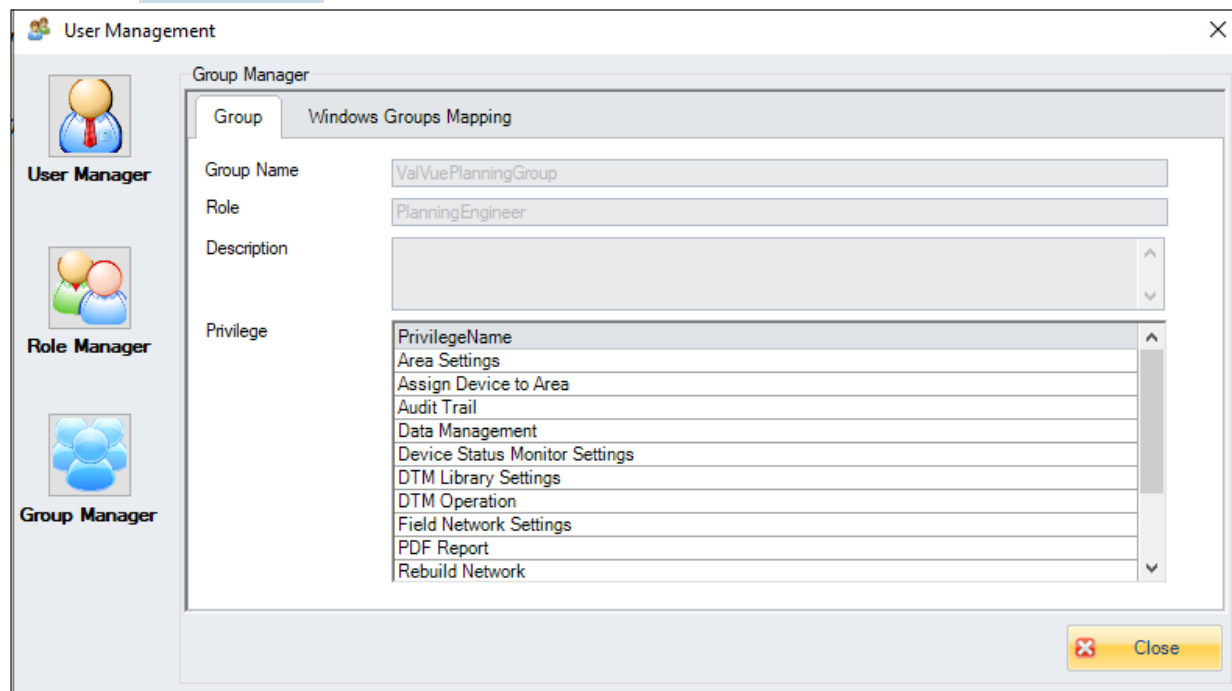 User Management
User Manager
Role Manager
Group Manager
Group Manager
Group
Windows Groups Mapping
Group Name
ValVuePlanningGroup
Role
PlanningEngineer
Description
Privilege
PrivilegeName
Area Settings
Assign Device to Area
Audit Trail
Data Management
Device Status Monitor Settings
DTM Library Settings
DTM Operation
Field Network Settings
PDF Report
Rebuild Network
Close